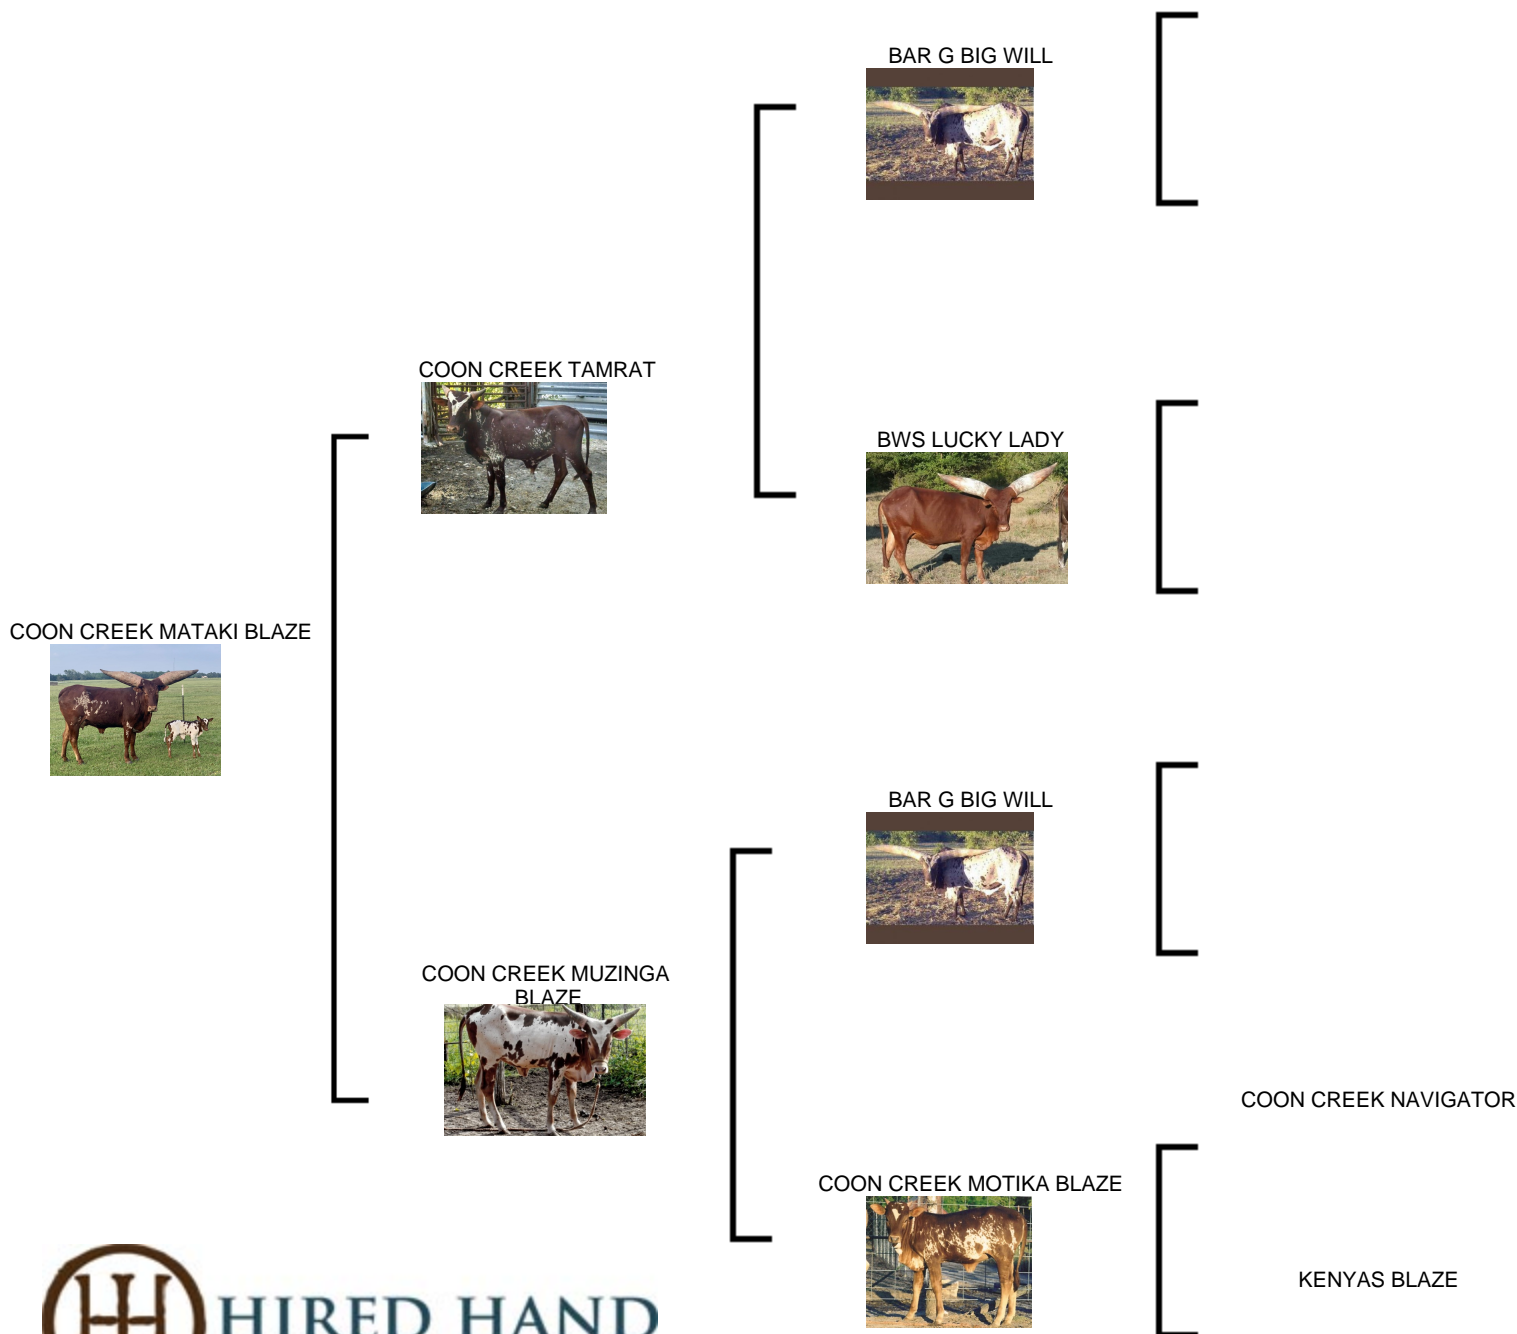 BAR G BIG WILL
COON CREEK TAMRAT
BWS LUCKY LADY
COON CREEK MATAKI BLAZE
BAR G BIG WILL
COON CREEK MUZINGA
BLAZE
COON CREEK NAVIGATOR
COON CREEK MOTIKA BLAZE
KENYAS BLAZE
HIRED HAND